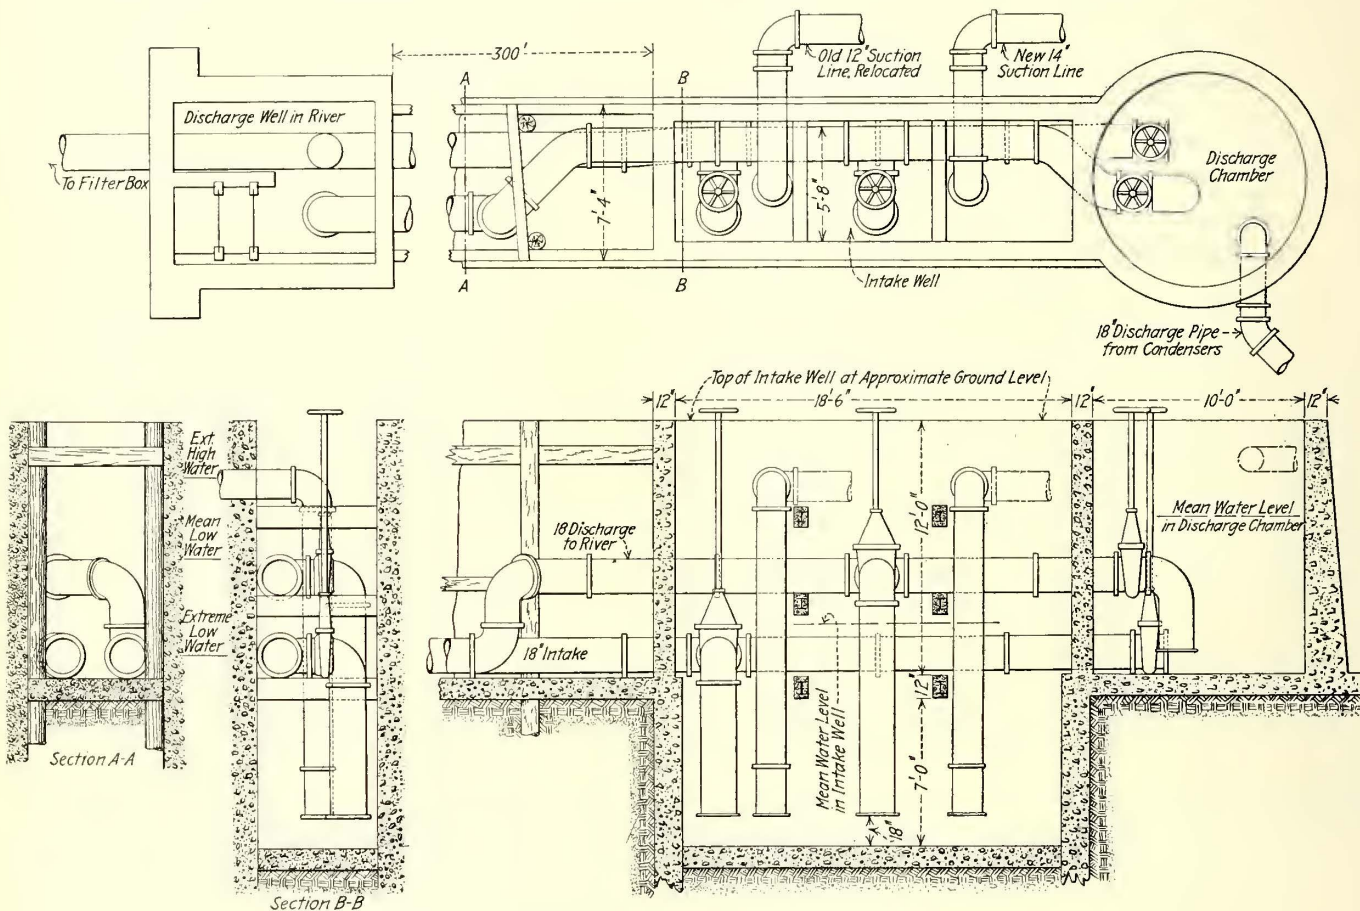 300'
Old 12" Suction
Line, Relocated
New 14"
Suction Line
A
B
Discharge Well in River
To Filter Box
7'-4"
5'-8"
Discharge
Chamber
Intake Well
A
B
18" Discharge Pipe
from Condensers
Top of Intake Well at Approximate Ground Level
12"
18'-6"
12"
10'-0"
12"
Ext.
High
Water
Mean
Low
Water
Extreme
Low
Water
18 Discharge
to River
18" Intake
12'-0"
Mean Water Level
in Discharge Chamber
12"
Mean Water Level
in Intake Well
7'-0"
18"
Section A-A
Section B-B